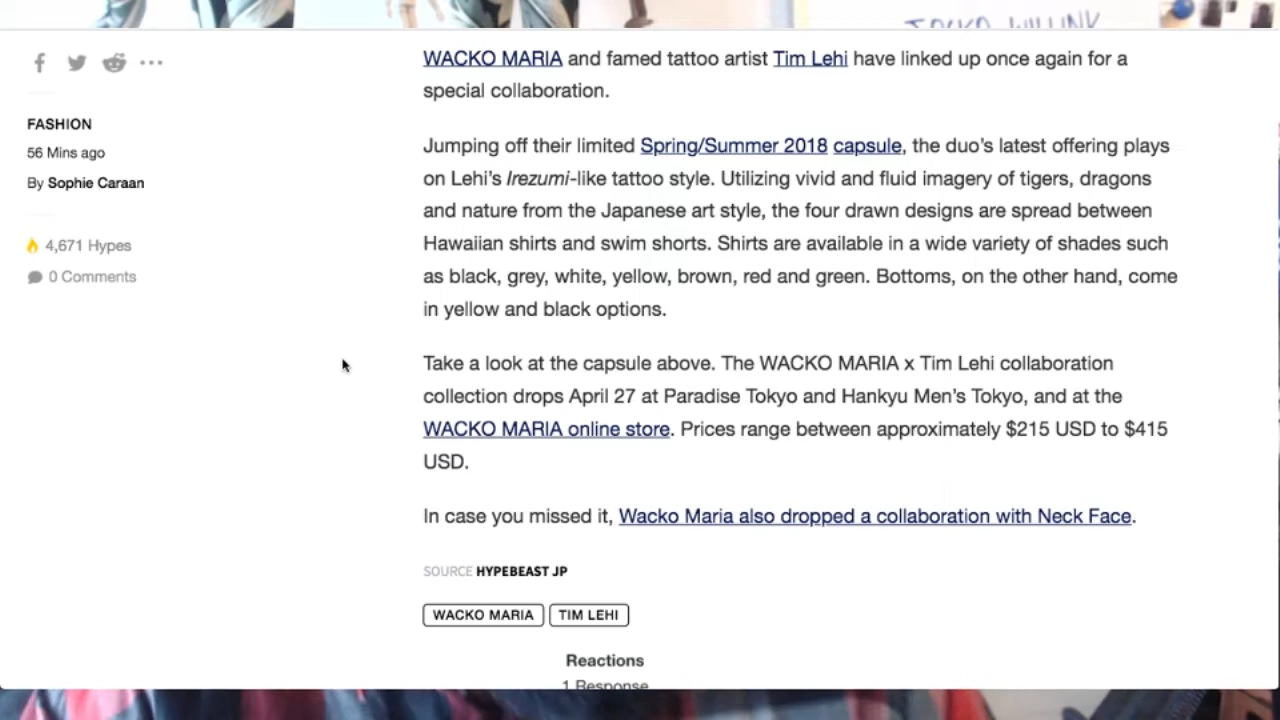 JOCKO WILLINK
WACKO MARIA and famed tattoo artist Tim Lehi have linked up once again for a
special collaboration.
FASHION
56 Mins ago
By Sophie Caraan
4,671 Hypes
0 Comments
Jumping off their limited Spring/Summer 2018 capsule, the duo’s latest offering plays
on Lehi’s Irezumi-like tattoo style. Utilizing vivid and fluid imagery of tigers, dragons
and nature from the Japanese art style, the four drawn designs are spread between
Hawaiian shirts and swim shorts. Shirts are available in a wide variety of shades such
as black, grey, white, yellow, brown, red and green. Bottoms, on the other hand, come
in yellow and black options.
Take a look at the capsule above. The WACKO MARIA x Tim Lehi collaboration
collection drops April 27 at Paradise Tokyo and Hankyu Men’s Tokyo, and at the
WACKO MARIA online store. Prices range between approximately $215 USD to $415
USD.
In case you missed it, Wacko Maria also dropped a collaboration with Neck Face.
SOURCE HYPEBEAST JP
WACKO MARIA
TIM LEHI
Reactions
1 Response